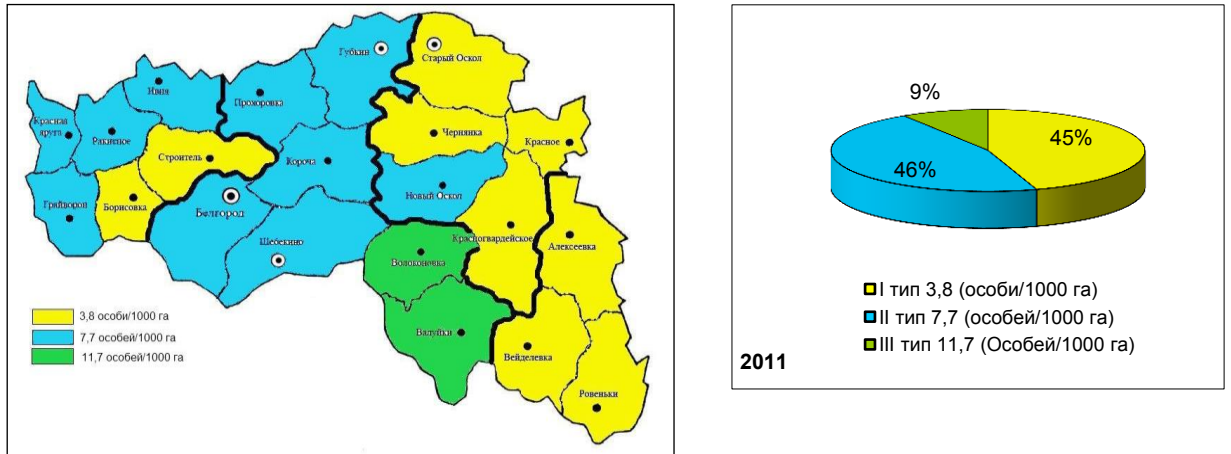 Губкин
Старый Оскол
Ивня
Прохоровка
Красная
яруга
Ракитное
Чернянка
Красное
Строитель
Короча
Новый Оскол
Грайворон
Борисовка
Белгород
Шебекино
Красногвардейское
Алексеевка
Волоконовка
Валуйки
Вейделевка
Ровеньки
3,8 особи/1000 га
7,7 особей/1000 га
11,7 особей/1000 га
9%
45%
46%
I тип 3,8 (особи/1000 га)
II тип 7,7 (особей/1000 га)
III тип 11,7 (Особей/1000 га)
2011